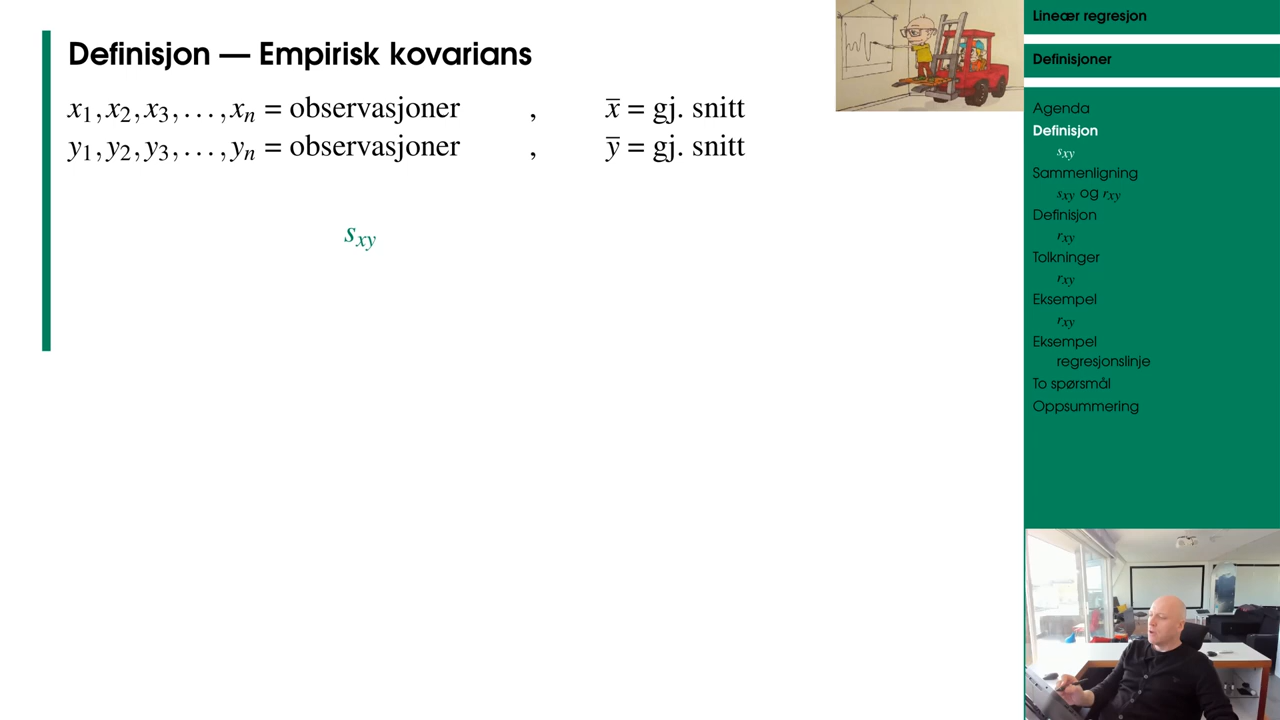 Definisjon — Empirisk kovarians
x₁, x₂, x₃, …, xₙ = observasjoner , x̅ = gj. snitt
y₁, y₂, y₃, …, yₙ = observasjoner , y̅ = gj. snitt
s_xy
Lineær regresjon
Definisjoner
Agenda
Definisjon
s_xy
Sammenligning
s_xy og r_xy
Definisjon
r_xy
Tolkninger
r_xy
Eksempel
r_xy
Eksempel
regresjonslinje
To spørsmål
Oppsummering